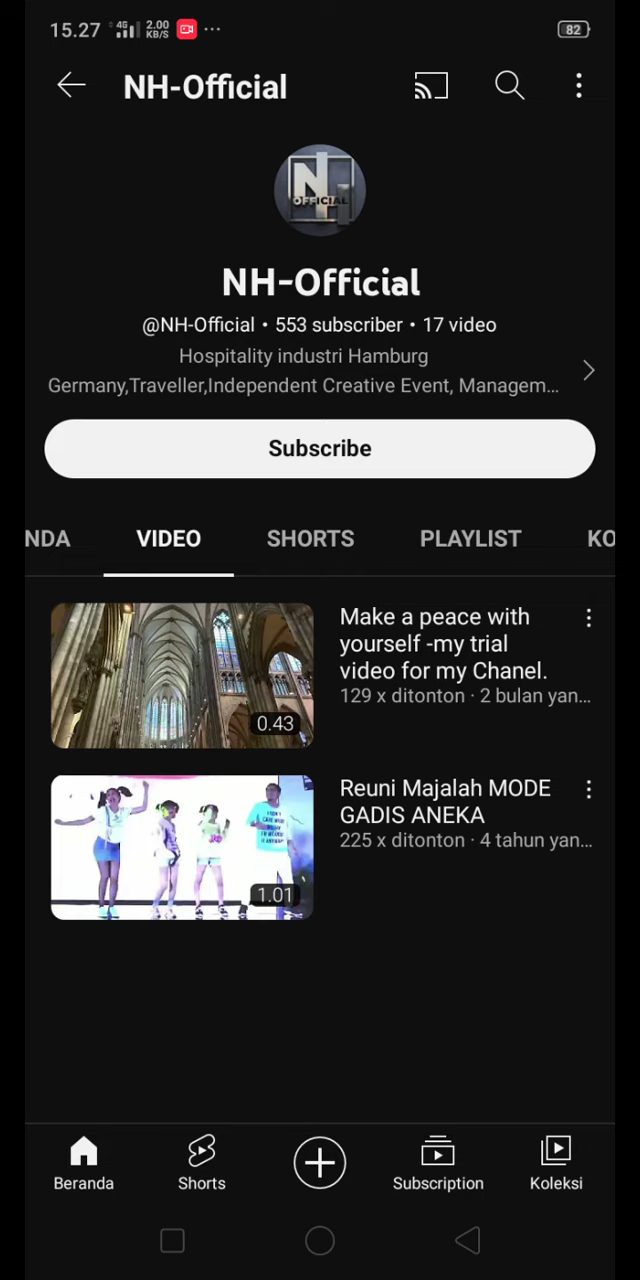 15.27 4G 2.00 KB/S 82
NH-Official
N OFFICIAL
NH-Official
@NH-Official • 553 subscriber • 17 video
Hospitality industri Hamburg
Germany,Traveller,Independent Creative Event, Managem...
Subscribe
NDA VIDEO SHORTS PLAYLIST KO
Make a peace with
yourself -my trial
video for my Chanel.
129 x ditonton · 2 bulan yan...
0.43
Reuni Majalah MODE
GADIS ANEKA
225 x ditonton · 4 tahun yan...
1.01
Beranda Shorts Subscription Koleksi